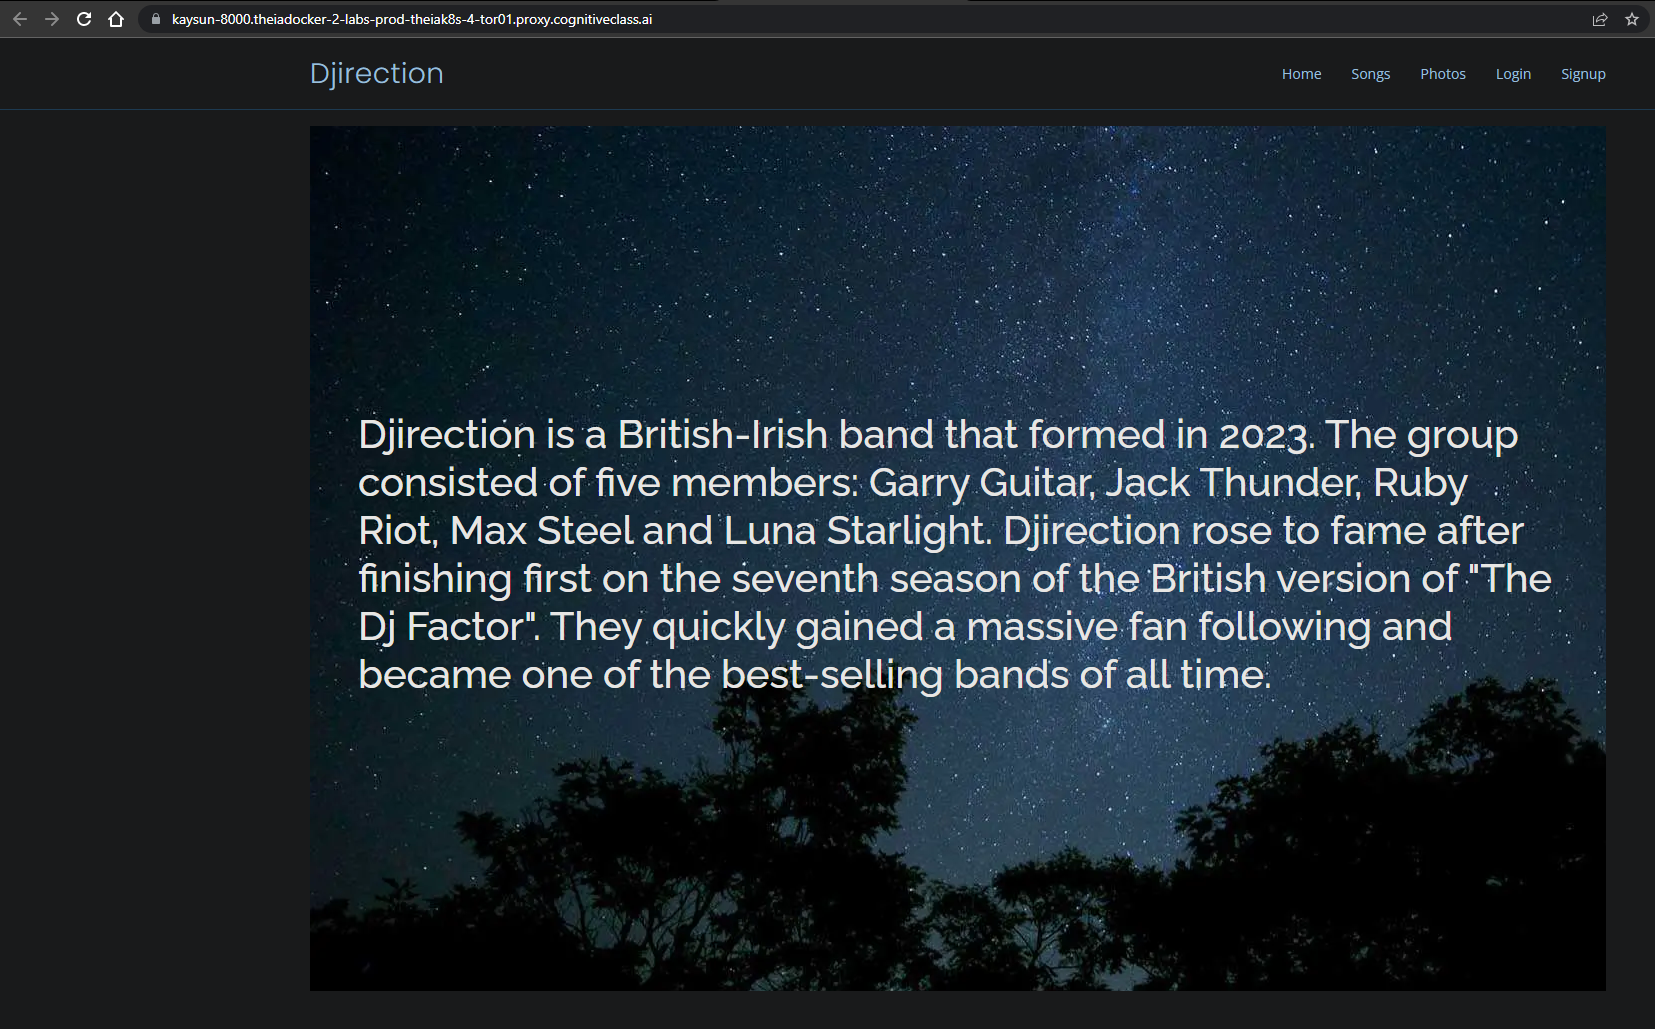 kaysun-8000.theiadocker-2-labs-prod-theiak8s-4-tor01.proxy.cognitiveclass.ai
Djirection
Home Songs Photos Login Signup
Djirection is a British-Irish band that formed in 2023. The group
consisted of five members: Garry Guitar, Jack Thunder, Ruby
Riot, Max Steel and Luna Starlight. Djirection rose to fame after
finishing first on the seventh season of the British version of "The
Dj Factor". They quickly gained a massive fan following and
became one of the best-selling bands of all time.